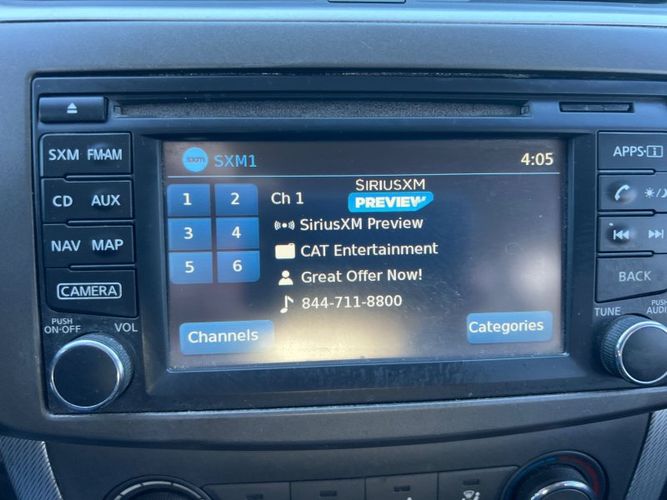 SXM FM·AM
CD AUX
NAV MAP
CAMERA
PUSH
ON·OFF VOL
sxm SXM1 4:05
1 2
3 4
5 6
Ch 1
SIRIUSXM
PREVIEW
SiriusXM Preview
CAT Entertainment
Great Offer Now!
844-711-8800
Channels
Categories
APPS·i
BACK
TUNE PUSH
AUDIO